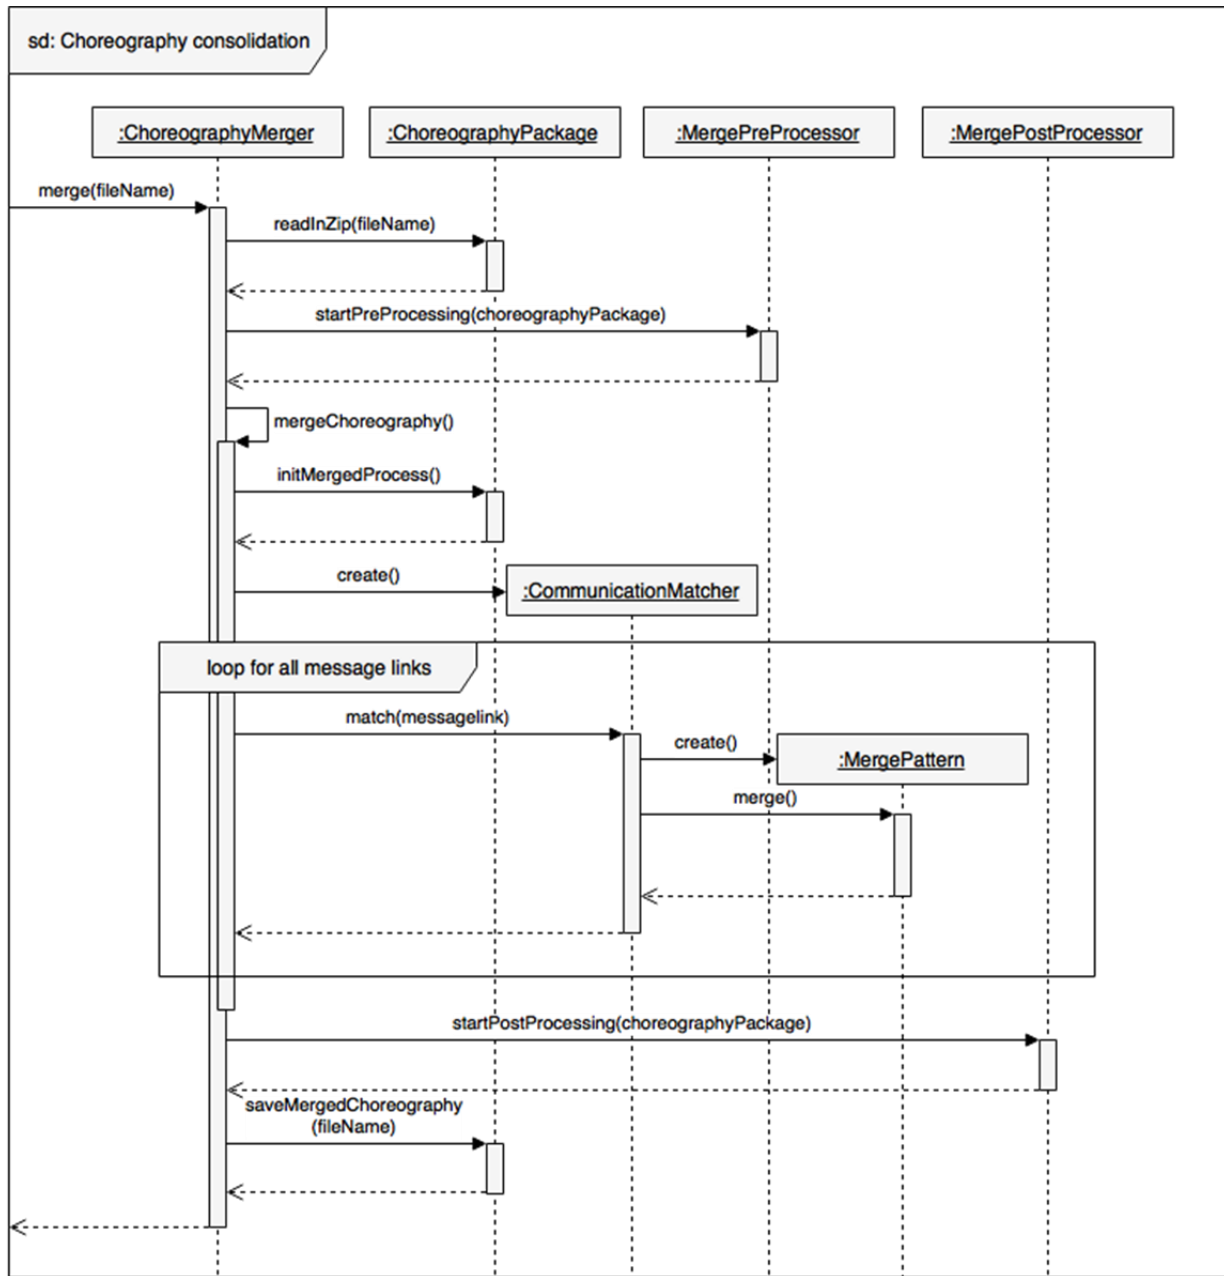 sd: Choreography consolidation
:ChoreographyMerger
:ChoreographyPackage
:MergePreProcessor
:MergePostProcessor
merge(fileName)
readInZip(fileName)
startPreProcessing(choreographyPackage)
mergeChoreography()
initMergedProcess()
create()
:CommunicationMatcher
loop for all message links
match(messagelink)
create()
:MergePattern
merge()
startPostProcessing(choreographyPackage)
saveMergedChoreography
(fileName)